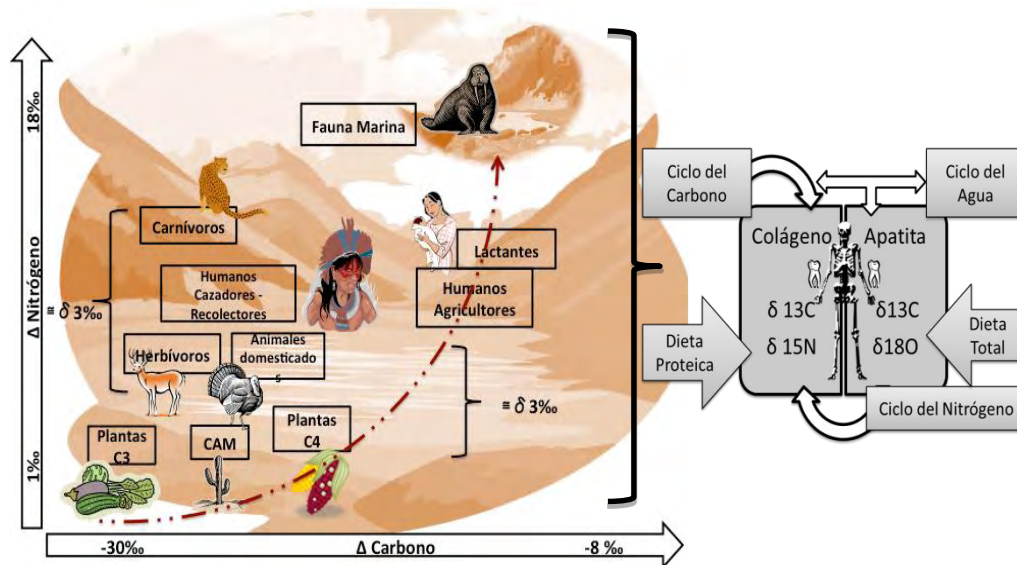 18‰
Δ Nitrógeno
1‰
≅ δ 3‰
Fauna Marina
Carnívoros
Lactantes
Humanos
Cazadores -
Recolectores
Humanos
Agricultores
Herbívoros
Animales
domesticado
s
≅ δ 3‰
Plantas
C3
CAM
Plantas
C4
-30‰
Δ Carbono
-8 ‰
Ciclo del
Carbono
Ciclo del
Agua
Colágeno
Apatita
δ 13C
δ13C
δ 15N
δ18O
Dieta
Proteica
Dieta
Total
Ciclo del Nitrógeno